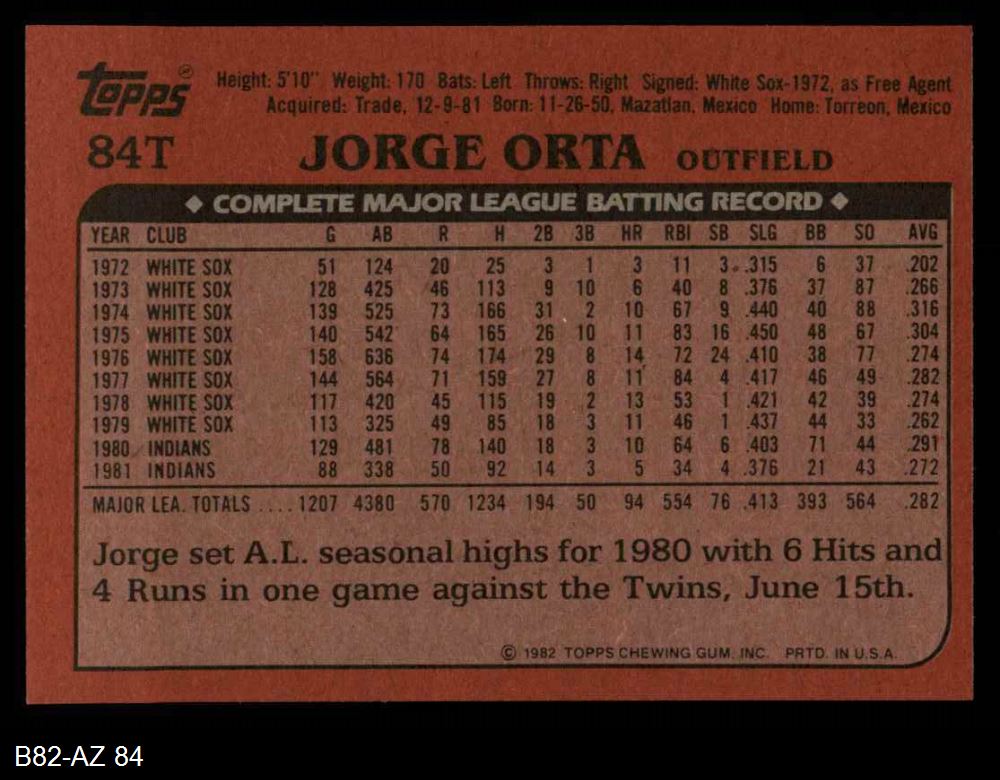 Topps Height: 5'10" Weight: 170 Bats: Left Throws: Right Signed: White Sox-1972, as Free Agent
Acquired: Trade, 12-9-81 Born: 11-26-50, Mazatlan, Mexico Home: Torreon, Mexico
84T JORGE ORTA OUTFIELD
◆ COMPLETE MAJOR LEAGUE BATTING RECORD ◆
YEAR CLUB G AB R H 2B 3B HR RBI SB SLG BB SO AVG
1972 WHITE SOX 51 124 20 25 3 1 3 11 3 .315 6 37 .202
1973 WHITE SOX 128 425 46 113 9 10 6 40 8 .376 37 87 .266
1974 WHITE SOX 139 525 73 166 31 2 10 67 9 .440 40 88 .316
1975 WHITE SOX 140 542 64 165 26 10 11 83 16 .450 48 67 .304
1976 WHITE SOX 158 636 74 174 29 8 14 72 24 .410 38 77 .274
1977 WHITE SOX 144 564 71 159 27 8 11 84 4 .417 46 49 .282
1978 WHITE SOX 117 420 45 115 19 2 13 53 1 .421 42 39 .274
1979 WHITE SOX 113 325 49 85 18 3 11 46 1 .437 44 33 .262
1980 INDIANS 129 481 78 140 18 3 10 64 6 .403 71 44 .291
1981 INDIANS 88 338 50 92 14 3 5 34 4 .376 21 43 .272
MAJOR LEA. TOTALS .... 1207 4380 570 1234 194 50 94 554 76 .413 393 564 .282
Jorge set A.L. seasonal highs for 1980 with 6 Hits and
4 Runs in one game against the Twins, June 15th.
© 1982 TOPPS CHEWING GUM, INC. PRTD. IN U.S.A.
B82-AZ 84